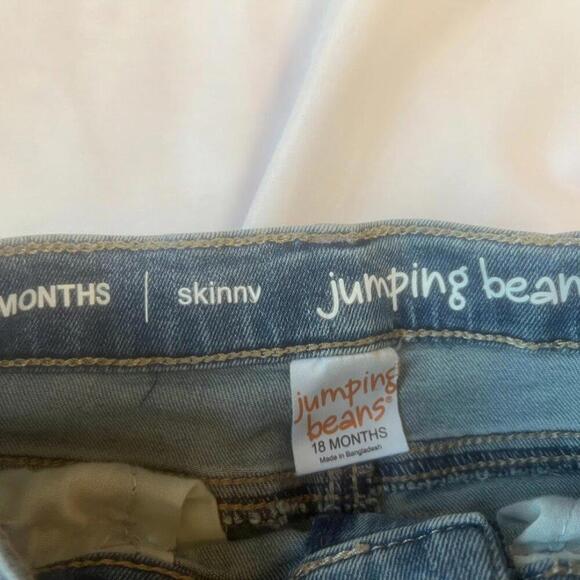 MONTHS | skinny jumping bean
jumping
beans®
18 MONTHS
Made in Bangladesh